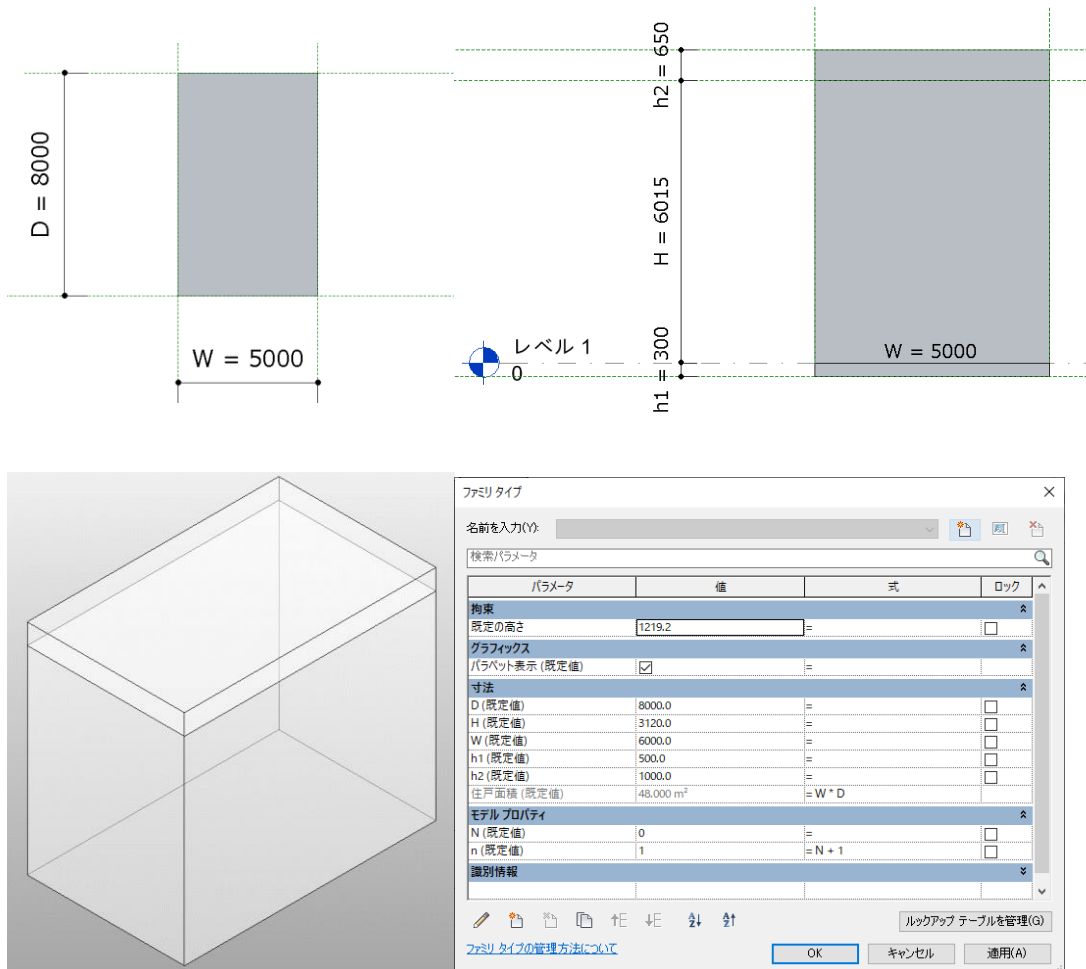 D = 8000
W = 5000
h2 = 650
H = 6015
h1 = 300
レベル 1
0
W = 5000
ファミリ タイプ
名前を入力(Y):
検索パラメータ
パラメータ 値 式 ロック
拘束
既定の高さ 1219.2 =
グラフィックス
パラペット表示 (既定値) =
寸法
D (既定値) 8000.0 =
H (既定値) 3120.0 =
W (既定値) 6000.0 =
h1 (既定値) 500.0 =
h2 (既定値) 1000.0 =
住戸面積 (既定値) 48.000 m² = W * D
モデル プロパティ
N (既定値) 0 =
n (既定値) 1 = N + 1
識別情報
ルックアップ テーブルを管理(G)
ファミリ タイプの管理方法について
OK キャンセル 適用(A)